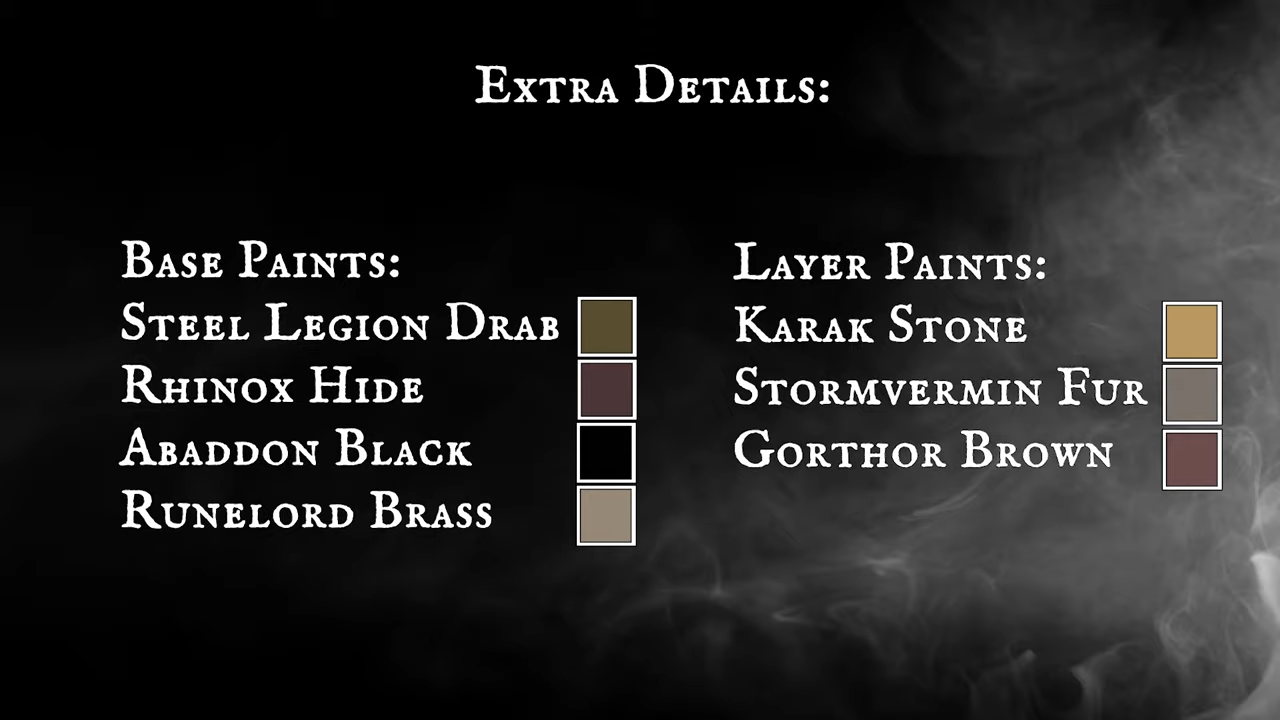 Extra Details:
Base Paints:
Steel Legion Drab
Rhinox Hide
Abaddon Black
Runelord Brass
Layer Paints:
Karak Stone
Stormvermin Fur
Gorthor Brown